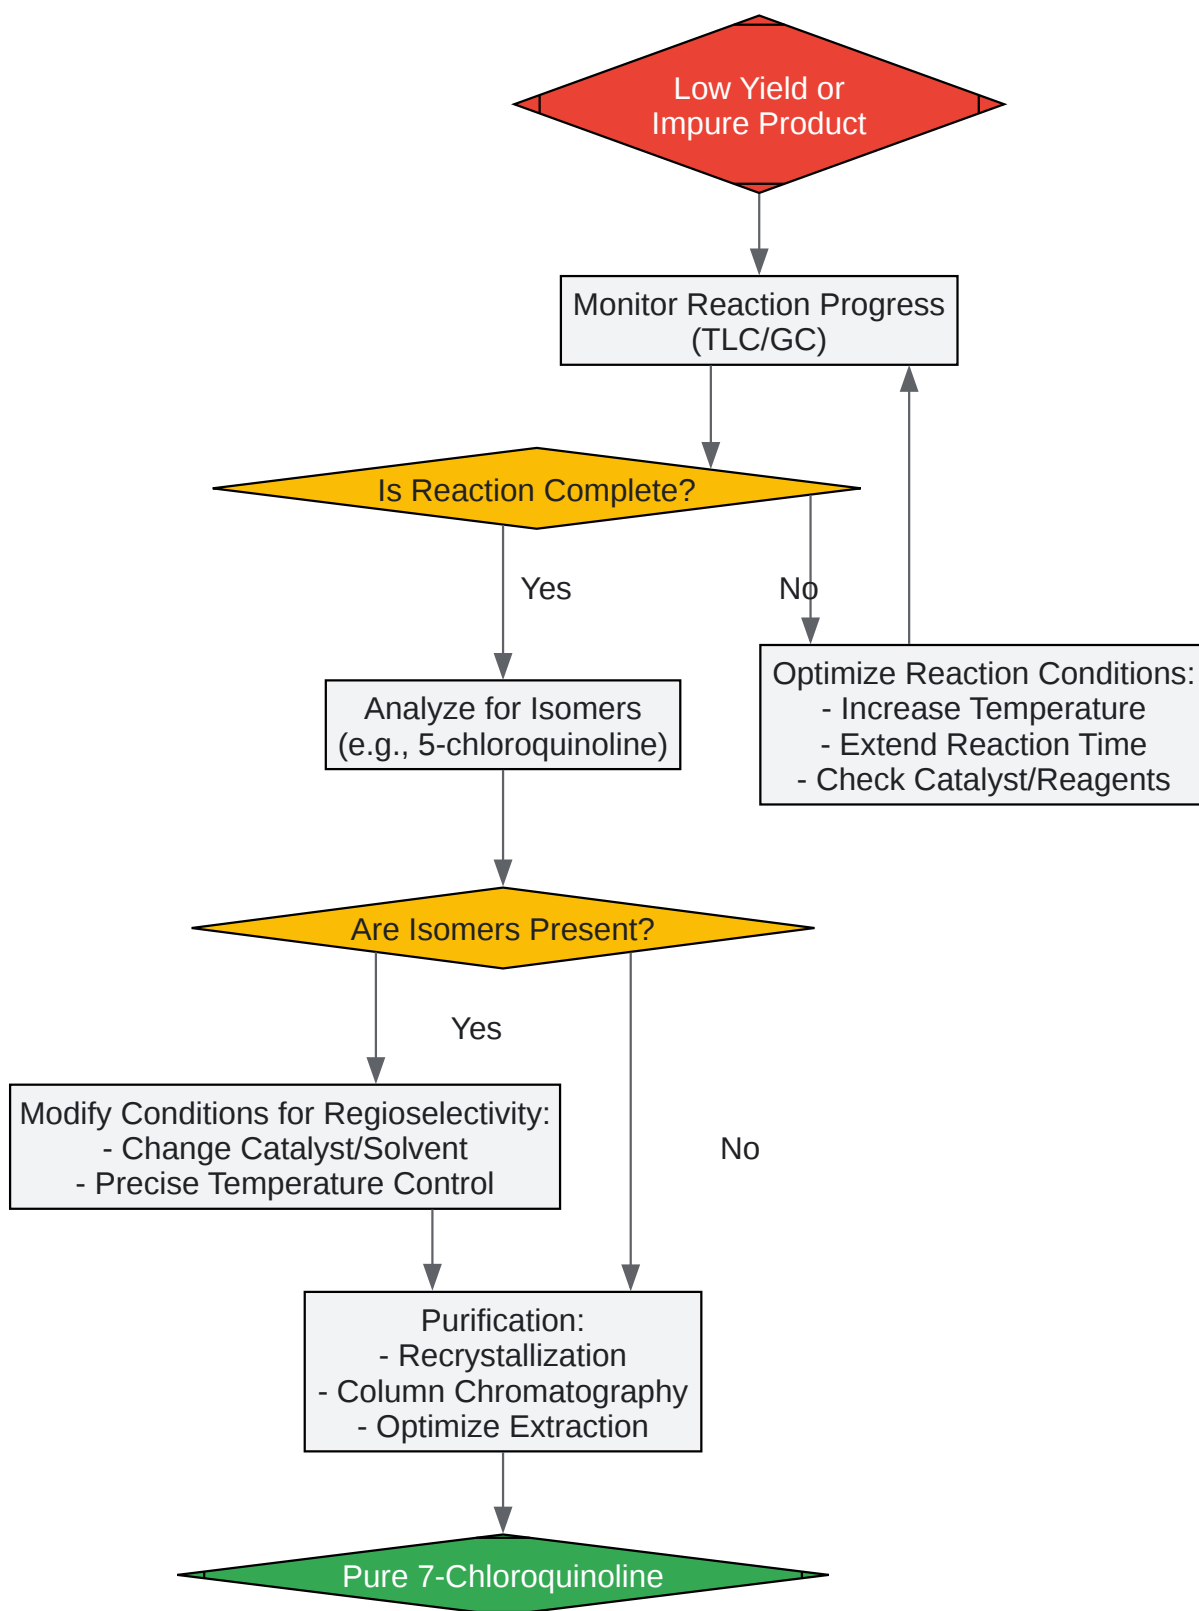 Low Yield or
Impure Product
Monitor Reaction Progress
(TLC/GC)
Is Reaction Complete?
Yes
No
Optimize Reaction Conditions:
- Increase Temperature
- Extend Reaction Time
- Check Catalyst/Reagents
Analyze for Isomers
(e.g., 5-chloroquinoline)
Are Isomers Present?
Yes
Modify Conditions for Regioselectivity:
- Change Catalyst/Solvent
- Precise Temperature Control
No
Purification:
- Recrystallization
- Column Chromatography
- Optimize Extraction
Pure 7-Chloroquinoline